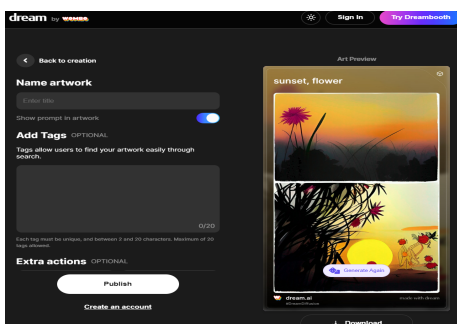 dream by wombo
Sign In
Try Dreambooth
Back to creation
Art Preview
Name artwork
Enter title
Show prompt in artwork
Add Tags OPTIONAL
Tags allow users to find your artwork easily through
search.
0/20
Each tag must be unique, and between 2 and 20 characters. Maximum of 20
tags allowed.
Extra actions OPTIONAL
Publish
Create an account
sunset, flower
Generate Again
dream.ai
made with dream
Download